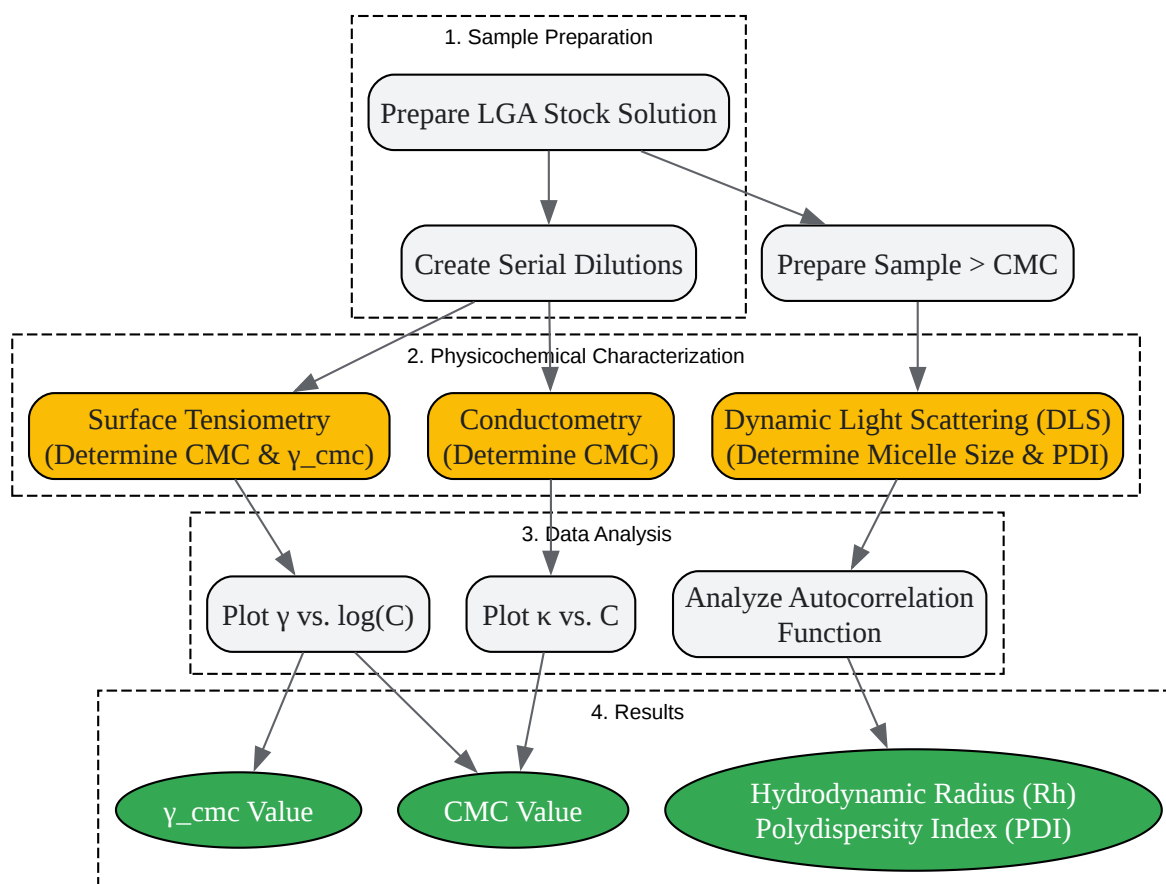 1. Sample Preparation
Prepare LGA Stock Solution
Create Serial Dilutions
Prepare Sample > CMC
2. Physicochemical Characterization
Surface Tensiometry
(Determine CMC & γ_cmc)
Conductometry
(Determine CMC)
Dynamic Light Scattering (DLS)
(Determine Micelle Size & PDI)
3. Data Analysis
Plot γ vs. log(C)
Plot κ vs. C
Analyze Autocorrelation
Function
4. Results
γ_cmc Value
CMC Value
Hydrodynamic Radius (Rh)
Polydispersity Index (PDI)